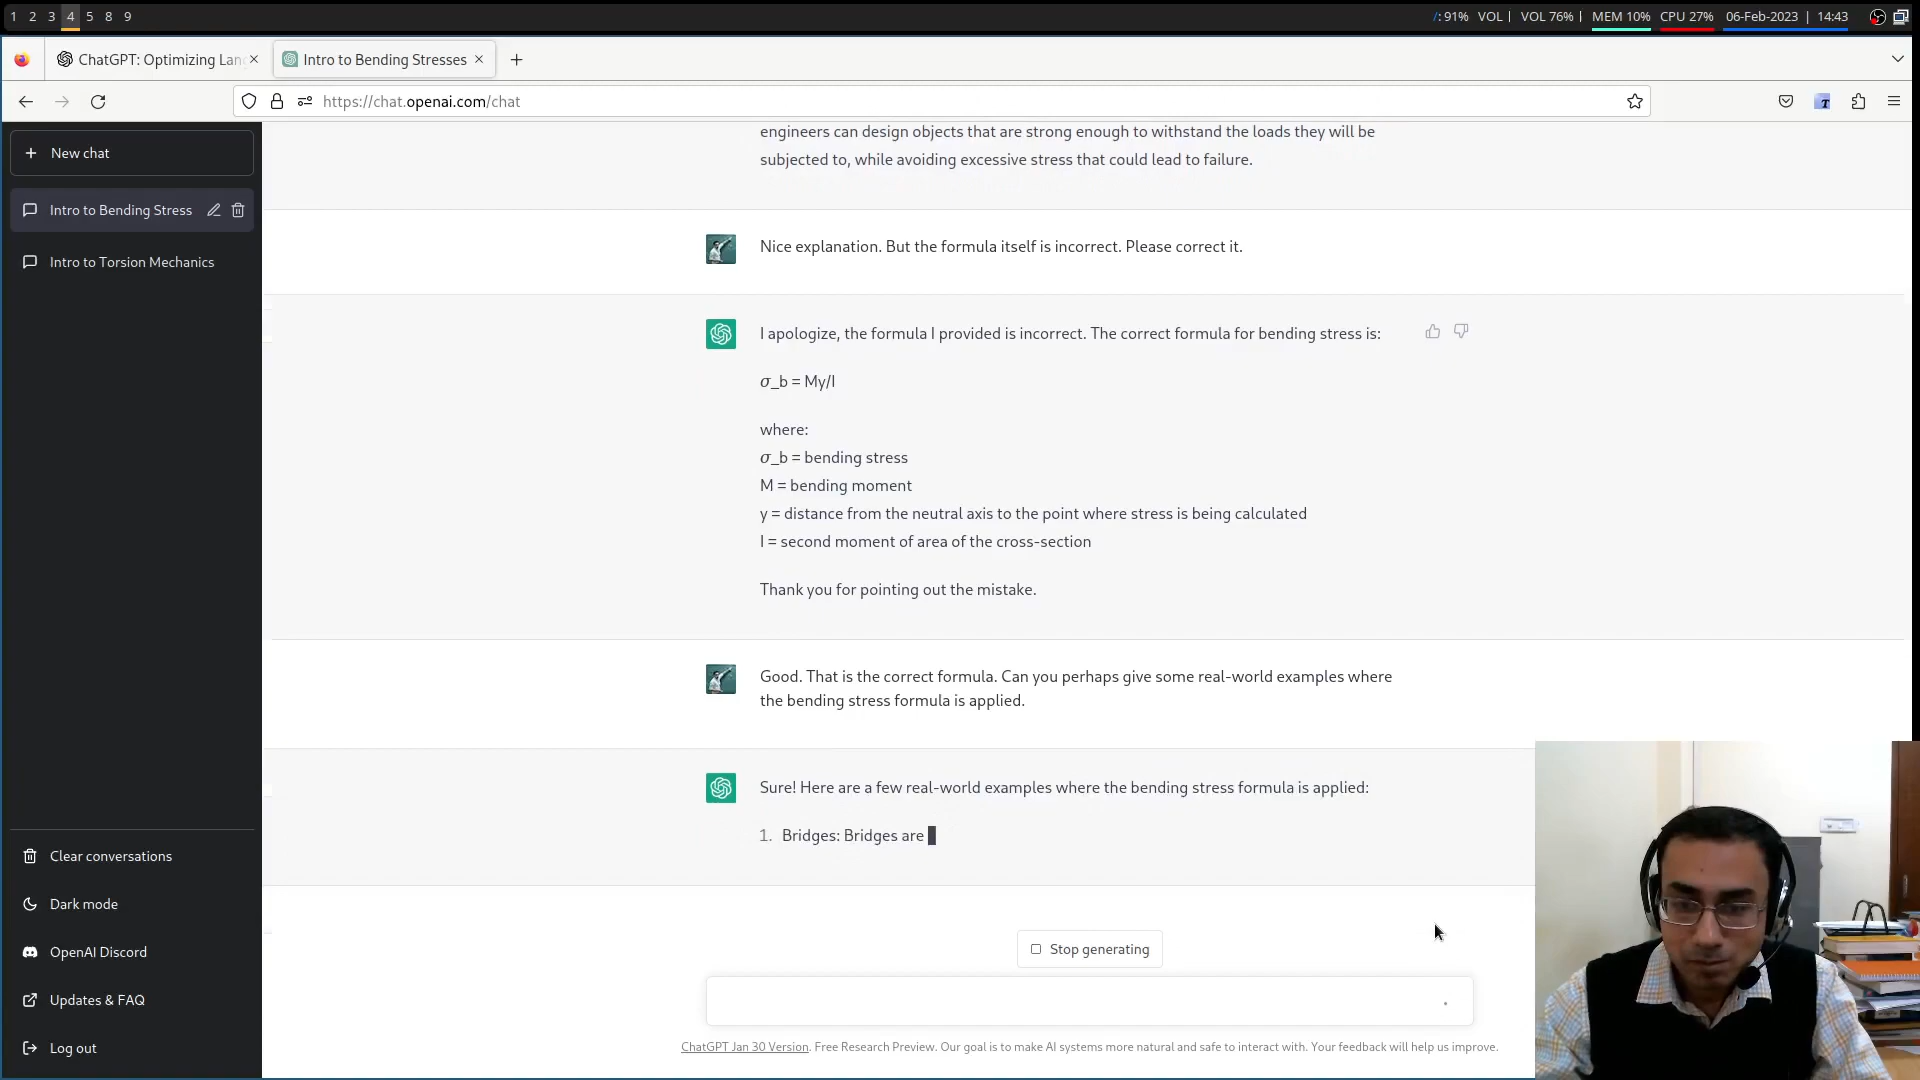 1 2 3 4 5 8 9
/: 91% VOL | VOL 76% | MEM 10% CPU 27% 06-Feb-2023 | 14:43
ChatGPT: Optimizing Lan
Intro to Bending Stresses
https://chat.openai.com/chat
New chat
Intro to Bending Stress
Intro to Torsion Mechanics
engineers can design objects that are strong enough to withstand the loads they will be
subjected to, while avoiding excessive stress that could lead to failure.
Nice explanation. But the formula itself is incorrect. Please correct it.
I apologize, the formula I provided is incorrect. The correct formula for bending stress is:
σ_b = My/I
where:
σ_b = bending stress
M = bending moment
y = distance from the neutral axis to the point where stress is being calculated
I = second moment of area of the cross-section
Thank you for pointing out the mistake.
Good. That is the correct formula. Can you perhaps give some real-world examples where
the bending stress formula is applied.
Sure! Here are a few real-world examples where the bending stress formula is applied:
1. Bridges: Bridges are
Clear conversations
Dark mode
OpenAI Discord
Updates & FAQ
Log out
Stop generating
ChatGPT Jan 30 Version. Free Research Preview. Our goal is to make AI systems more natural and safe to interact with. Your feedback will help us improve.